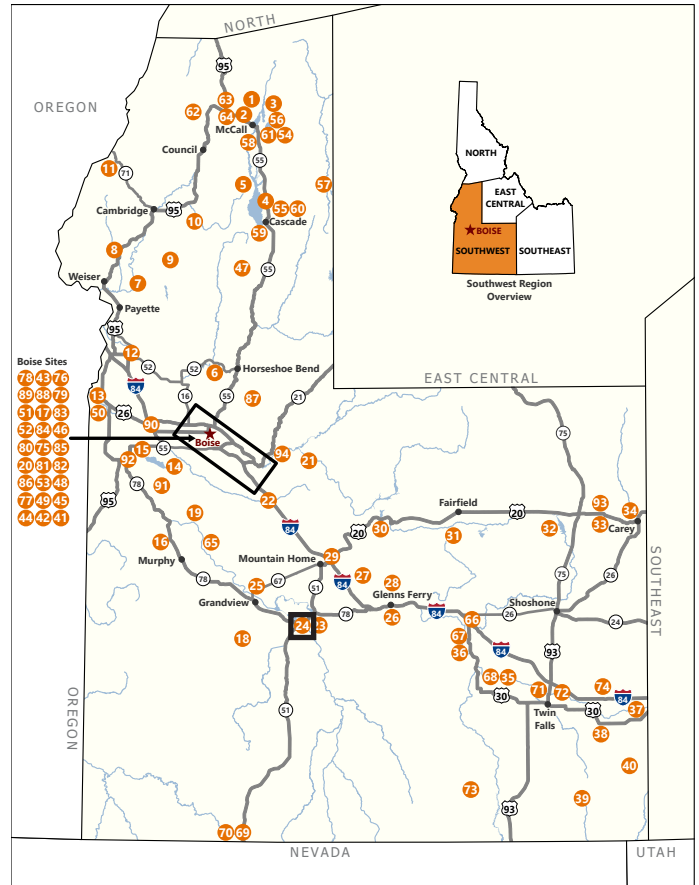 NORTH
95
OREGON
63
1
3
62
64
2
56
McCall
61
54
Council
58
55
11
71
5
57
4
Cambridge
95
55
60
10
Cascade
59
8
9
47
55
Weiser
7
Payette
95
12
52
52
Horseshoe Bend
6
84
EAST CENTRAL
16
55
87
21
13
50
26
90
Boise
Boise Sites
78 43 76
89 88 79
51 17 83
52 84 46
80 75 85
20 81 82
86 53 48
77 49 45
44 42 41
15
55
92
14
94
21
75
78
91
95
22
19
84
Fairfield
20
93
34
30
20
31
32
33
Carey
16
65
Murphy
Mountain Home
29
SOUTHEAST
78
67
25
51
84
27
28
75
26
Grandview
Glenns Ferry
Shoshone
24
23
78
26
84
66
26
24
18
67
36
84
93
OREGON
51
68
35
30
71
72
74
84
37
30
Twin
Falls
38
40
73
93
39
70
69
NEVADA
UTAH
NORTH
EAST
CENTRAL
BOISE
SOUTHWEST
SOUTHEAST
Southwest Region
Overview